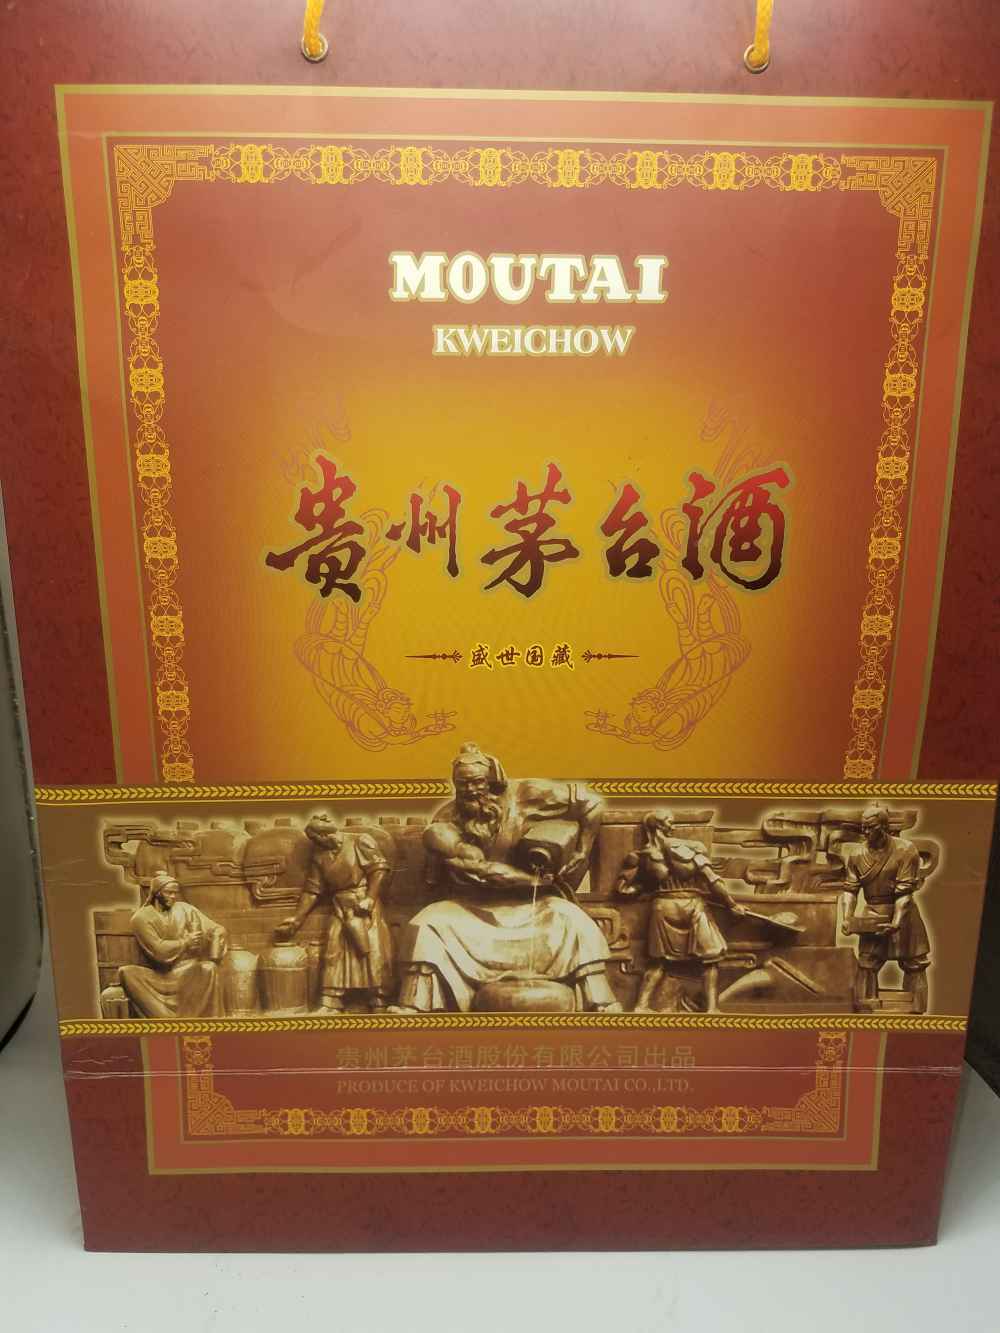 MOUTAI
KWEICHOW
贵州茅台酒
盛世国藏
贵州茅台酒股份有限公司出品
PRODUCE OF KWEICHOW MOUTAI CO.,LTD.